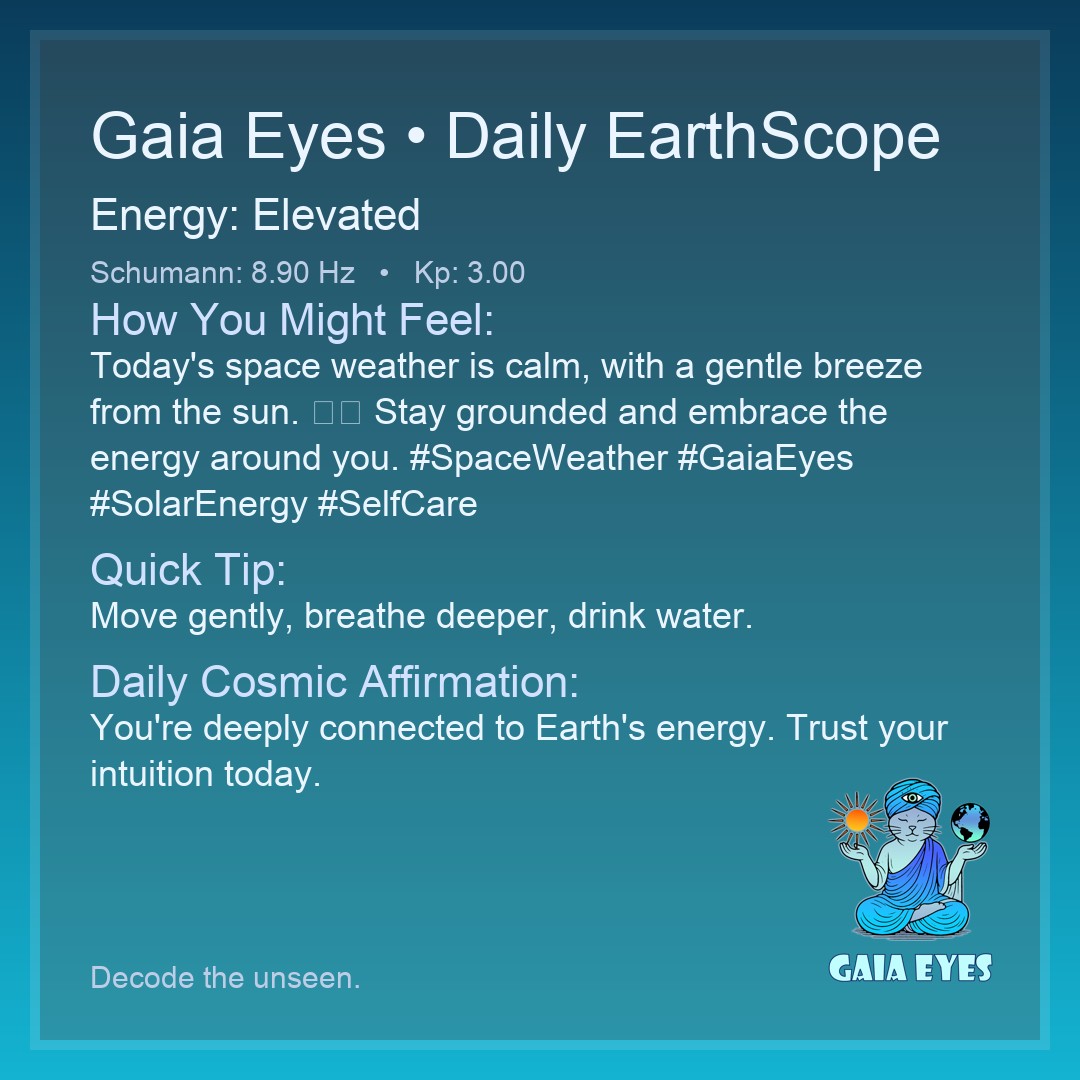 Gaia Eyes • Daily EarthScope
Energy: Elevated
Schumann: 8.90 Hz • Kp: 3.00
How You Might Feel:
Today's space weather is calm, with a gentle breeze
from the sun. □□ Stay grounded and embrace the
energy around you. #SpaceWeather #GaiaEyes
#SolarEnergy #SelfCare
Quick Tip:
Move gently, breathe deeper, drink water.
Daily Cosmic Affirmation:
You're deeply connected to Earth's energy. Trust your
intuition today.
GAIA EYES
Decode the unseen.